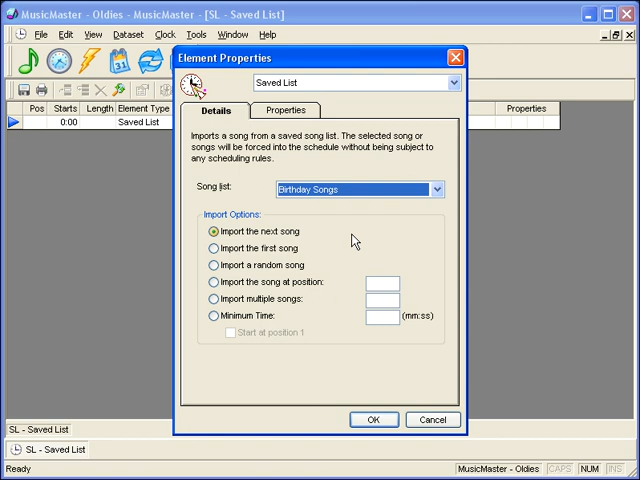 MusicMaster - Oldies - MusicMaster - [SL - Saved List]
File Edit View Dataset Clock Tools Window Help
31
Element Properties
Saved List
Details Properties
Pos Starts Length Element Type Properties
0:00 Saved List
Imports a song from a saved song list. The selected song or
songs will be forced into the schedule without being subject to
any scheduling rules.
Song list: Birthday Songs
Import Options:
Import the next song
Import the first song
Import a random song
Import the song at position:
Import multiple songs:
Minimum Time: (mm:ss)
Start at position 1
OK Cancel
SL - Saved List
SL - Saved List
Ready MusicMaster - Oldies CAPS NUM INS